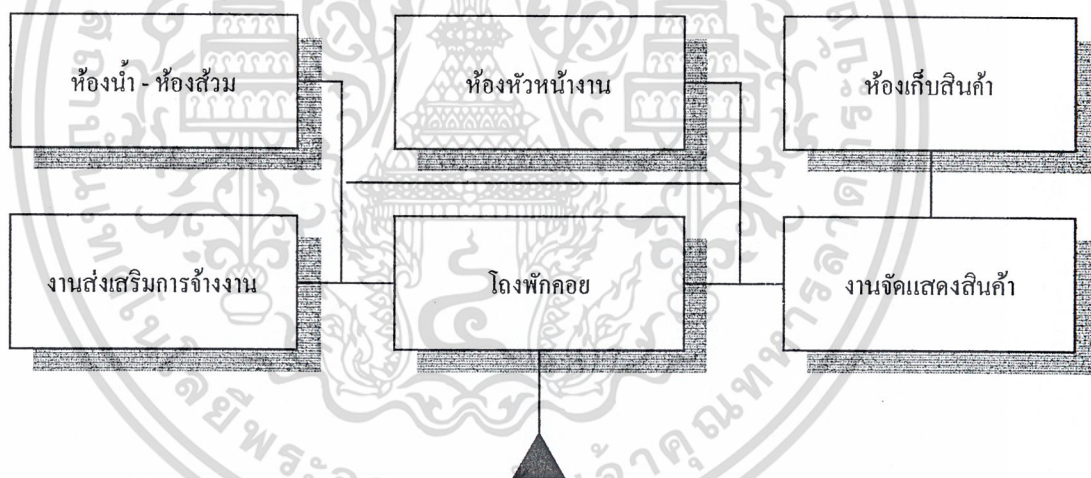 ห้องน้ำ - ห้องส้วม
ห้องหัวหน้างาน
ห้องเก็บสินค้า
งานส่งเสริมการจ้างงาน
โถงพักคอย
งานจัดแสดงสินค้า